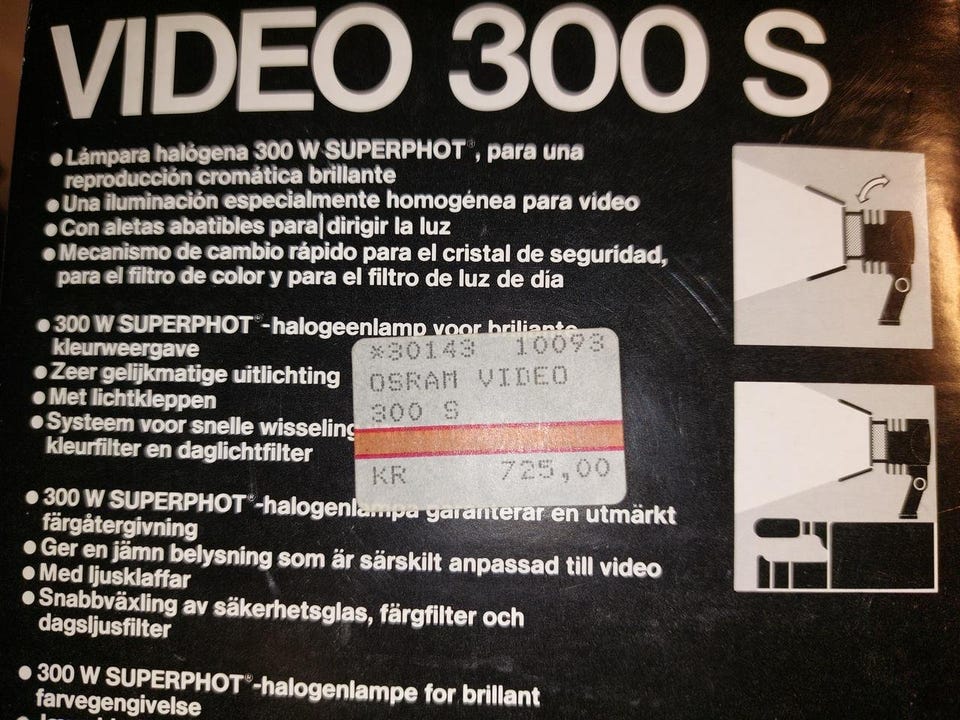 VIDEO 300 S
• Lámpara halógena 300 W SUPERPHOT®, para una
reproducción cromática brillante
• Una iluminación especialmente homogénea para video
• Con aletas abatibles para dirigir la luz
• Mecanismo de cambio rápido para el cristal de seguridad,
para el filtro de color y para el filtro de luz de día
• 300 W SUPERPHOT®-halogeenlamp voor briljante
kleurweergave
• Zeer gelijkmatige uitlichting
• Met lichtkleppen
• Systeem voor snelle wisseling
kleurfilter en daglichtfilter
*30143 10093
OSRAM VIDEO
300 S
KR 725,00
• 300 W SUPERPHOT®-halogenlampa garanterar en utmärkt
färgåtergivning
• Ger en jämn belysning som är särskilt anpassad till video
• Med ljusklaffar
• Snabbväxling av säkerhetsglas, färgfilter och
dagsljusfilter
• 300 W SUPERPHOT®-halogenlampe for brillant
farvegengivelse